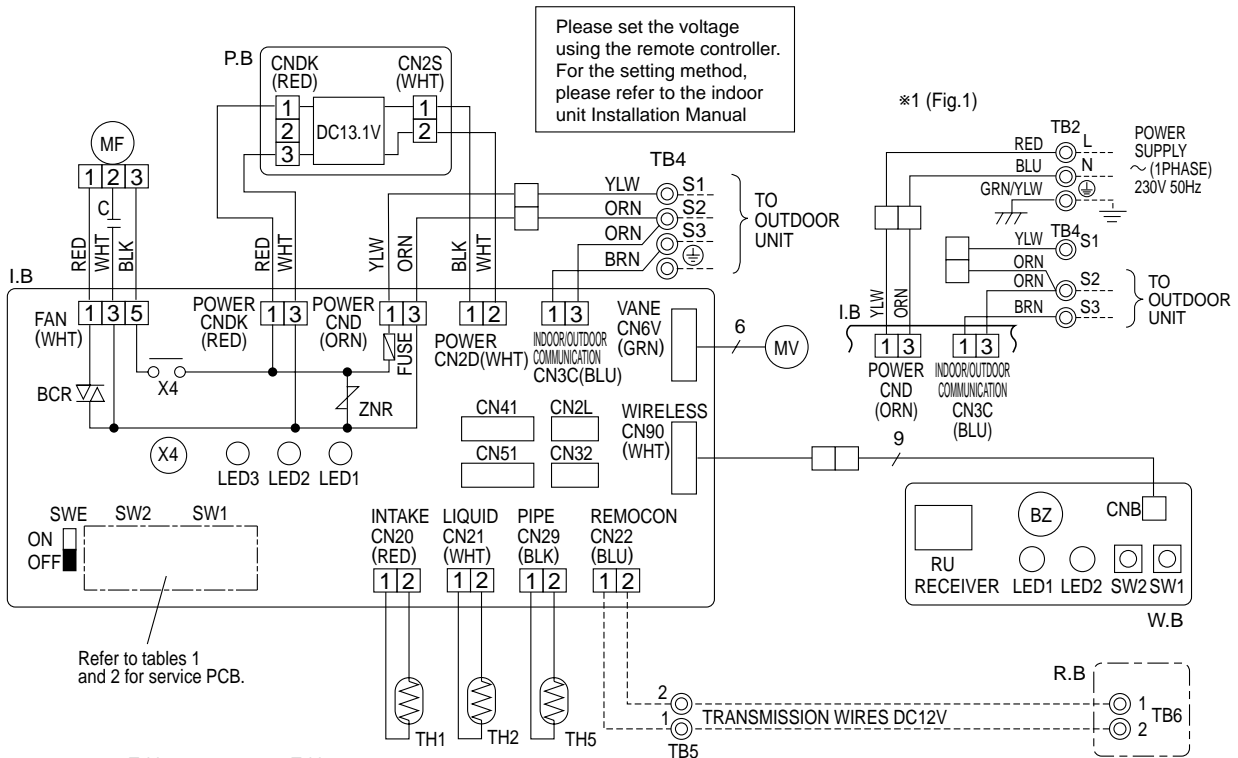 Please set the voltage
using the remote controller.
For the setting method,
please refer to the indoor
unit Installation Manual
P.B
CNDK
(RED)
CN2S
(WHT)
1
2
3
DC13.1V
1
2
※1 (Fig.1)
MF
1 2 3
C
RED
WHT
BLK
RED
WHT
YLW
ORN
BLK
WHT
TB4
YLW S1
ORN S2
ORN S3
BRN
TO
OUTDOOR
UNIT
TB2
RED L
BLU N
GRN/YLW
POWER
SUPPLY
~ (1PHASE)
230V 50Hz
TB4
YLW S1
ORN
ORN S2
BRN S3
TO
OUTDOOR
UNIT
I.B
YLW
ORN
1 3
POWER
CND
(ORN)
1 3
INDOOR/OUTDOOR
COMMUNICATION
CN3C
(BLU)
I.B
FAN
(WHT)
1 3 5
POWER
CNDK
(RED)
1 3
POWER
CND
(ORN)
1 3
FUSE
1 2
POWER
CN2D(WHT)
1 3
INDOOR/OUTDOOR
COMMUNICATION
CN3C(BLU)
VANE
CN6V
(GRN)
6
MV
BCR
X4
ZNR
X4
LED3 LED2 LED1
CN41
CN2L
CN51
CN32
WIRELESS
CN90
(WHT)
9
SWE
ON
OFF
SW2
SW1
INTAKE
CN20
(RED)
1 2
LIQUID
CN21
(WHT)
1 2
PIPE
CN29
(BLK)
1 2
REMOCON
CN22
(BLU)
1 2
RU
RECEIVER
BZ
CNB
LED1 LED2 SW2 SW1
W.B
Refer to tables 1
and 2 for service PCB.
TH1
TH2
TH5
2
1
TB5
TRANSMISSION WIRES DC12V
R.B
1
2
TB6